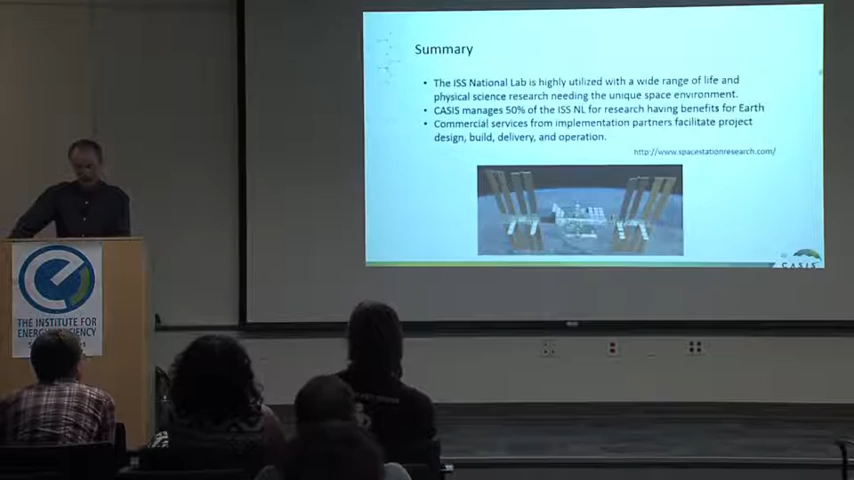 Summary
• The ISS National Lab is highly utilized with a wide range of life and
physical science research needing the unique space environment.
• CASIS manages 50% of the ISS NL for research having benefits for Earth
• Commercial services from implementation partners facilitate project
design, build, delivery, and operation.
http://www.spacestationresearch.com/
CASIS
THE INSTITUTE FOR
ENERGY EFFICIENCY